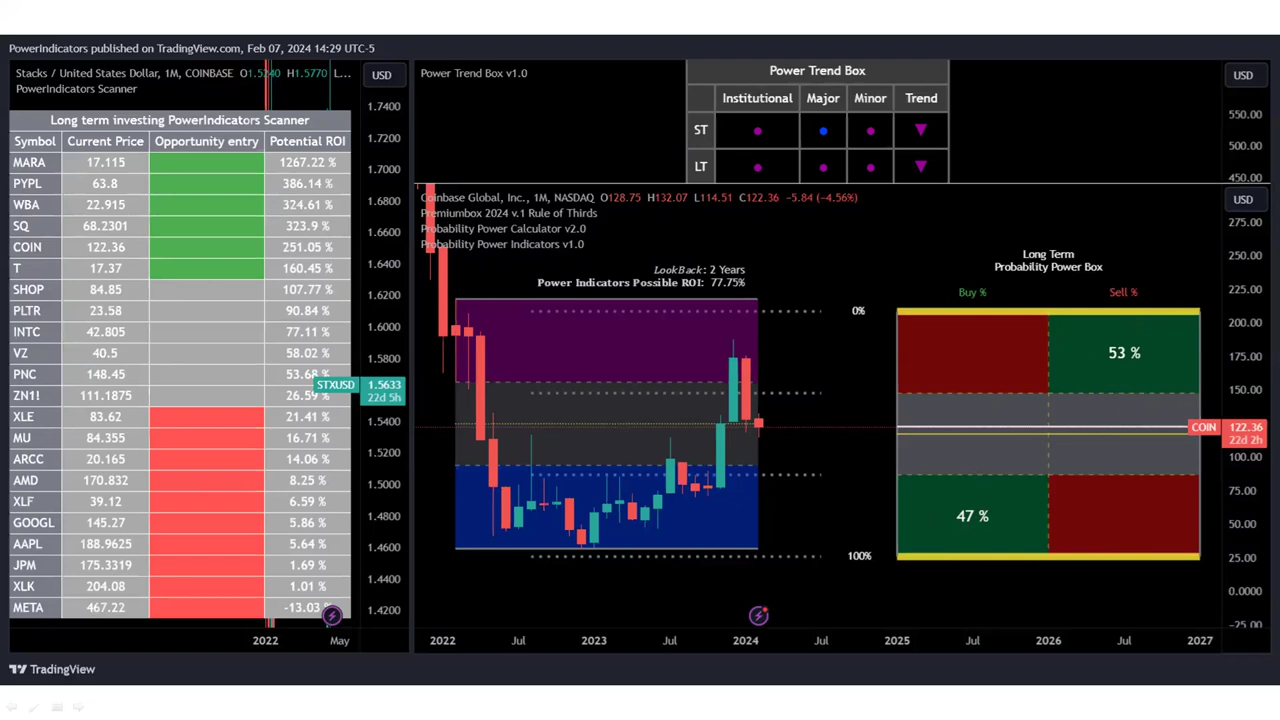 PowerIndicators published on TradingView.com, Feb 07, 2024 14:29 UTC-5
Stacks / United States Dollar, 1M, COINBASE O1.5240 H1.5770 L...
PowerIndicators Scanner
USD
Long term investing PowerIndicators Scanner
Symbol Current Price Opportunity entry Potential ROI
MARA 17.115 1267.22 %
PYPL 63.8 386.14 %
WBA 22.915 324.61 %
SQ 68.2301 323.9 %
COIN 122.36 251.05 %
T 17.37 160.45 %
SHOP 84.85 107.77 %
PLTR 23.58 90.84 %
INTC 42.805 77.11 %
VZ 40.5 58.02 %
PNC 148.45 53.68 %
ZN1! 111.1875 26.59 %
XLE 83.62 21.41 %
MU 84.355 16.71 %
ARCC 20.165 14.06 %
AMD 170.832 8.25 %
XLF 39.12 6.59 %
GOOGL 145.27 5.86 %
AAPL 188.9625 5.64 %
JPM 175.3319 1.69 %
XLK 204.08 1.01 %
META 467.22 -13.03 %
1.7400
1.7200
1.7000
1.6800
1.6600
1.6400
1.6200
1.6000
1.5800
STXUSD 1.5633
22d 5h
1.5400
1.5200
1.5000
1.4800
1.4600
1.4400
1.4200
2022 May
Power Trend Box v1.0
Power Trend Box
Institutional Major Minor Trend
ST
LT
USD
550.00
500.00
450.00
Coinbase Global, Inc., 1M, NASDAQ O128.75 H132.07 L114.51 C122.36 -5.84 (-4.56%)
Premiumbox 2024 v.1 Rule of Thirds
Probability Power Calculator v2.0
Probability Power Indicators v1.0
LookBack: 2 Years
Power Indicators Possible ROI: 77.75%
0%
100%
Long Term
Probability Power Box
Buy % Sell %
53 %
47 %
USD
275.00
250.00
225.00
200.00
175.00
150.00
COIN 122.36
22d 2h
100.00
75.00
50.00
25.00
0.0000
-25.00
2022 Jul 2023 Jul 2024 Jul 2025 Jul 2026 Jul 2027
TradingView